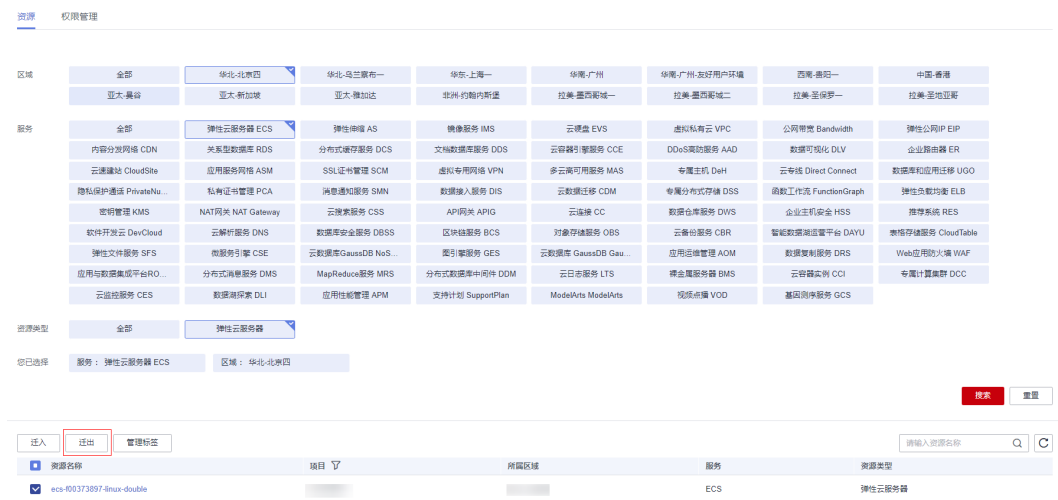 资源 权限管理
区域 全部 华北-北京四 华北-乌兰察布一 华东-上海一 华南-广州 华南-广州-友好用户环境 西南-贵阳一 中国-香港
亚太-曼谷 亚太-新加坡 亚太-雅加达 非洲-约翰内斯堡 拉美-墨西哥城一 拉美-墨西哥城二 拉美-圣保罗一 拉美-圣地亚哥
服务 全部 弹性云服务器 ECS 弹性伸缩 AS 镜像服务 IMS 云硬盘 EVS 虚拟私有云 VPC 公网带宽 Bandwidth 弹性公网IP EIP
内容分发网络 CDN 关系型数据库 RDS 分布式缓存服务 DCS 文档数据库服务 DDS 云容器引擎服务 CCE DDoS高防服务 AAD 数据可视化 DLV 企业路由器 ER
云速建站 CloudSite 应用服务网格 ASM SSL证书管理 SCM 虚拟专用网络 VPN 多云高可用服务 MAS 专属主机 DeH 云专线 Direct Connect 数据库和应用迁移 UGO
隐私保护通话 PrivateNu... 私有证书管理 PCA 消息通知服务 SMN 数据接入服务 DIS 云数据迁移 CDM 专属分布式存储 DSS 函数工作流 FunctionGraph 弹性负载均衡 ELB
密钥管理 KMS NAT网关 NAT Gateway 云搜索服务 CSS API网关 APIG 云连接 CC 数据仓库服务 DWS 企业主机安全 HSS 推荐系统 RES
软件开发云 DevCloud 云解析服务 DNS 数据库安全服务 DBSS 区块链服务 BCS 对象存储服务 OBS 云备份服务 CBR 智能数据湖运营平台 DAYU 表格存储服务 CloudTable
弹性文件服务 SFS 微服务引擎 CSE 云数据库GaussDB NoS... 图引擎服务 GES 云数据库 GaussDB Gau... 应用运维管理 AOM 数据复制服务 DRS Web应用防火墙 WAF
应用与数据集成平台RO... 分布式消息服务 DMS MapReduce服务 MRS 分布式数据库中间件 DDM 云日志服务 LTS 裸金属服务器 BMS 云容器实例 CCI 专属计算集群 DCC
云监控服务 CES 数据湖探索 DLI 应用性能管理 APM 支持计划 SupportPlan ModelArts ModelArts 视频点播 VOD 基因测序服务 GCS
资源类型 全部 弹性云服务器
您已选择 服务： 弹性云服务器 ECS 区域： 华北-北京四
搜索 重置
迁入 迁出 管理标签 请输入资源名称
资源名称 项目 所属区域 服务 资源类型
ecs-f00373897-linux-double ECS 弹性云服务器